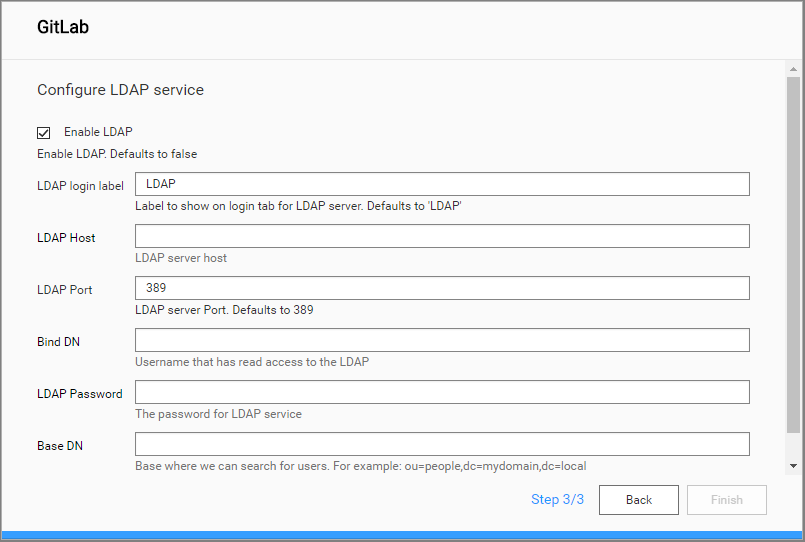 GitLab
Configure LDAP service
Enable LDAP
Enable LDAP. Defaults to false
LDAP login label
LDAP
Label to show on login tab for LDAP server. Defaults to 'LDAP'
LDAP Host
LDAP server host
LDAP Port
389
LDAP server Port. Defaults to 389
Bind DN
Username that has read access to the LDAP
LDAP Password
The password for LDAP service
Base DN
Base where we can search for users. For example: ou=people,dc=mydomain,dc=local
Step 3/3
Back
Finish